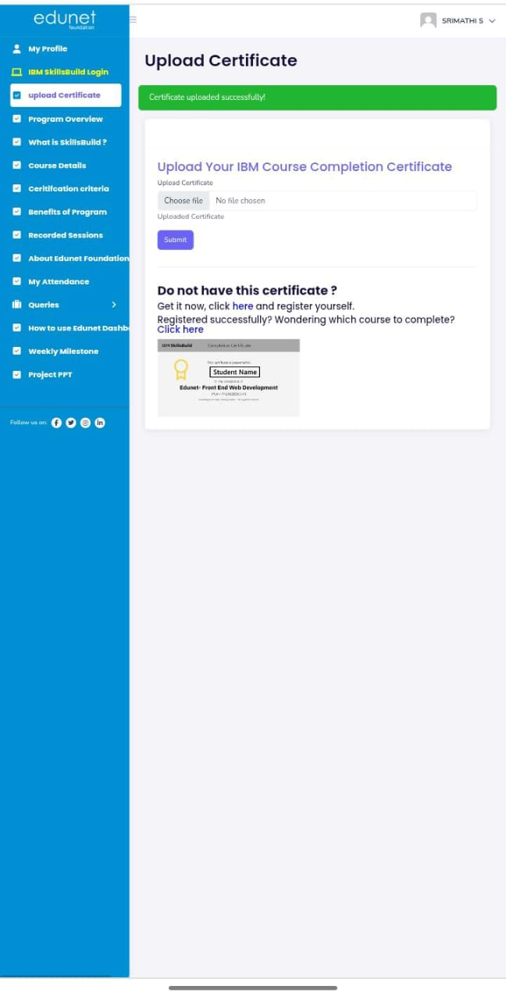 edunet
foundation
SRIMATHI S
My Profile
IBM SkillsBuild Login
upload Certificate
Program Overview
What is SkillsBuild ?
Course Details
Ceritifcation criteria
Benefits of Program
Recorded Sessions
About Edunet Foundation
My Attendance
Queries
How to use Edunet Dashb
Weekly Milestone
Project PPT
Follow us on:
Upload Certificate
Certificate uploaded successfully!
Upload Your IBM Course Completion Certificate
Upload Certificate
Choose file No file chosen
Uploaded Certificate
Submit
Do not have this certificate ?
Get it now, click here and register yourself.
Registered successfully? Wondering which course to complete?
Click here
IBM SkillsBuild Completion Certificate
Student Name
Edunet- Front End Web Development